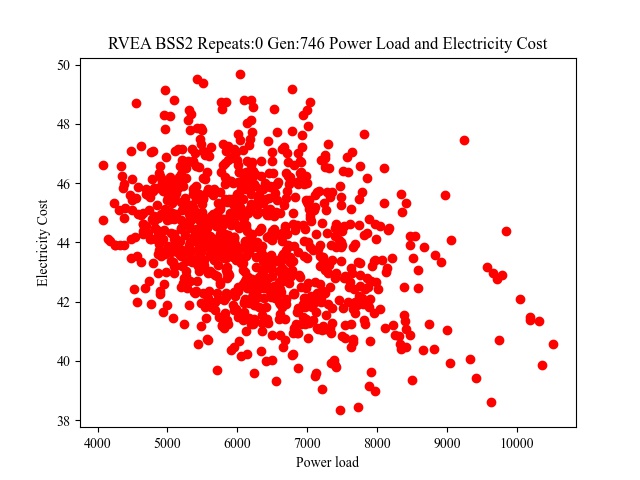 RVEA BSS2 Repeats:0 Gen:746 Power Load and Electricity Cost
50
48
46
44
42
40
38
Electricity Cost
4000 5000 6000 7000 8000 9000 10000
Power load